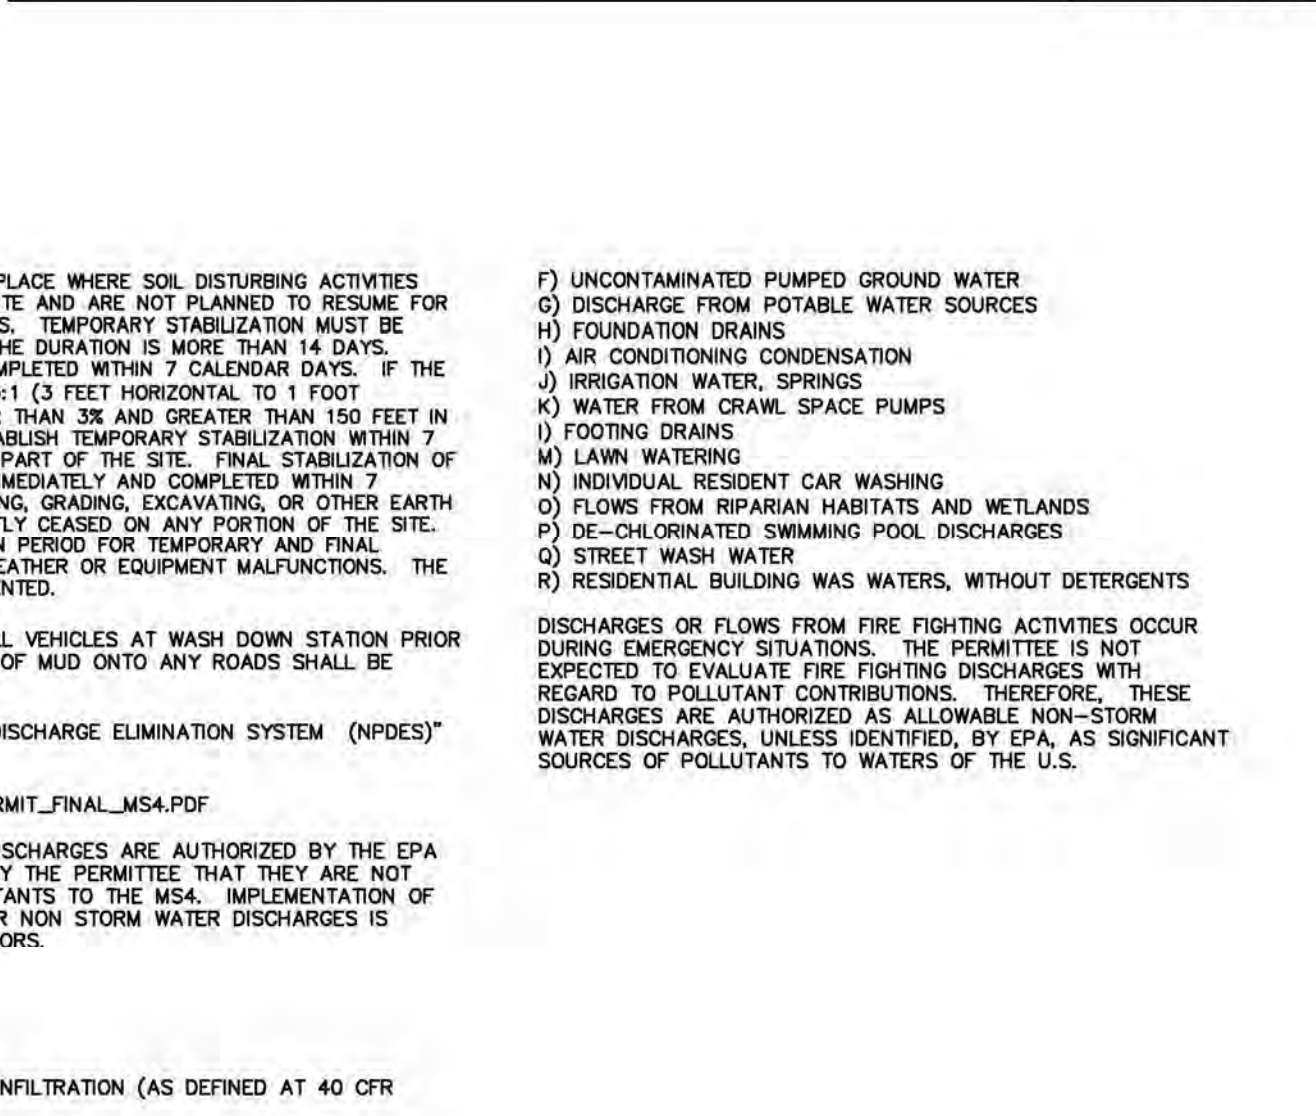 PLACE WHERE SOIL DISTURBING ACTIVITIES
TE AND ARE NOT PLANNED TO RESUME FOR
S. TEMPORARY STABILIZATION MUST BE
HE DURATION IS MORE THAN 14 DAYS.
MPLETED WITHIN 7 CALENDAR DAYS. IF THE
:1 (3 FEET HORIZONTAL TO 1 FOOT
THAN 3% AND GREATER THAN 150 FEET IN
ABLISH TEMPORARY STABILIZATION WITHIN 7
PART OF THE SITE. FINAL STABILIZATION OF
MEDIATELY AND COMPLETED WITHIN 7
NG, GRADING, EXCAVATING, OR OTHER EARTH
TLY CEASED ON ANY PORTION OF THE SITE.
N PERIOD FOR TEMPORARY AND FINAL
EATHER OR EQUIPMENT MALFUNCTIONS. THE
NTED.
L VEHICLES AT WASH DOWN STATION PRIOR
OF MUD ONTO ANY ROADS SHALL BE
DISCHARGE ELIMINATION SYSTEM (NPDES)"
RMIT_FINAL_MS4.PDF
SCHARGES ARE AUTHORIZED BY THE EPA
Y THE PERMITTEE THAT THEY ARE NOT
TANTS TO THE MS4. IMPLEMENTATION OF
R NON STORM WATER DISCHARGES IS
ORS.
NFILTRATION (AS DEFINED AT 40 CFR
F) UNCONTAMINATED PUMPED GROUND WATER
G) DISCHARGE FROM POTABLE WATER SOURCES
H) FOUNDATION DRAINS
I) AIR CONDITIONING CONDENSATION
J) IRRIGATION WATER, SPRINGS
K) WATER FROM CRAWL SPACE PUMPS
I) FOOTING DRAINS
M) LAWN WATERING
N) INDIVIDUAL RESIDENT CAR WASHING
O) FLOWS FROM RIPARIAN HABITATS AND WETLANDS
P) DE-CHLORINATED SWIMMING POOL DISCHARGES
Q) STREET WASH WATER
R) RESIDENTIAL BUILDING WAS WATERS, WITHOUT DETERGENTS
DISCHARGES OR FLOWS FROM FIRE FIGHTING ACTIVITIES OCCUR
DURING EMERGENCY SITUATIONS. THE PERMITTEE IS NOT
EXPECTED TO EVALUATE FIRE FIGHTING DISCHARGES WITH
REGARD TO POLLUTANT CONTRIBUTIONS. THEREFORE, THESE
DISCHARGES ARE AUTHORIZED AS ALLOWABLE NON-STORM
WATER DISCHARGES, UNLESS IDENTIFIED, BY EPA, AS SIGNIFICANT
SOURCES OF POLLUTANTS TO WATERS OF THE U.S.